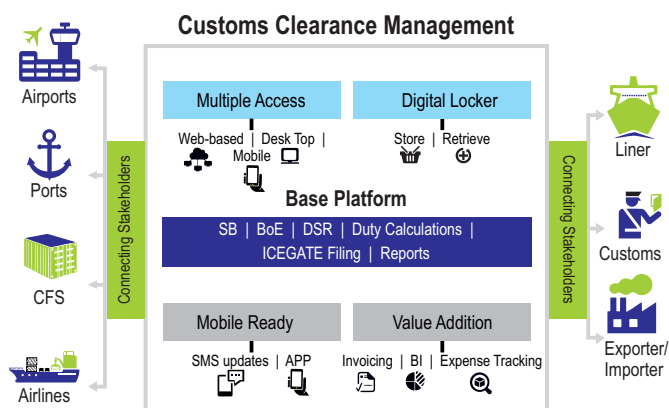 Customs Clearance Management
Airports
Ports
CFS
Airlines
Connecting Stakeholders
Multiple Access
Web-based | Desk Top |
Mobile
Digital Locker
Store | Retrieve
Base Platform
SB | BoE | DSR | Duty Calculations |
ICEGATE Filing | Reports
Mobile Ready
SMS updates | APP
Value Addition
Invoicing | BI | Expense Tracking
Connecting Stakeholders
Liner
Customs
Exporter/
Importer